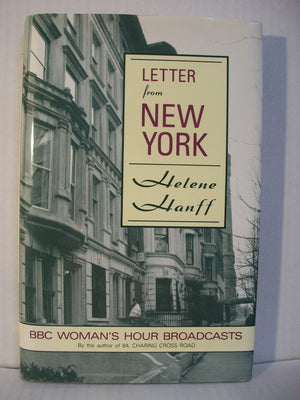 LETTER
from
NEW
YORK
Helene
Hanff
BBC WOMAN'S HOUR BROADCASTS
By the author of 84, CHARING CROSS ROAD